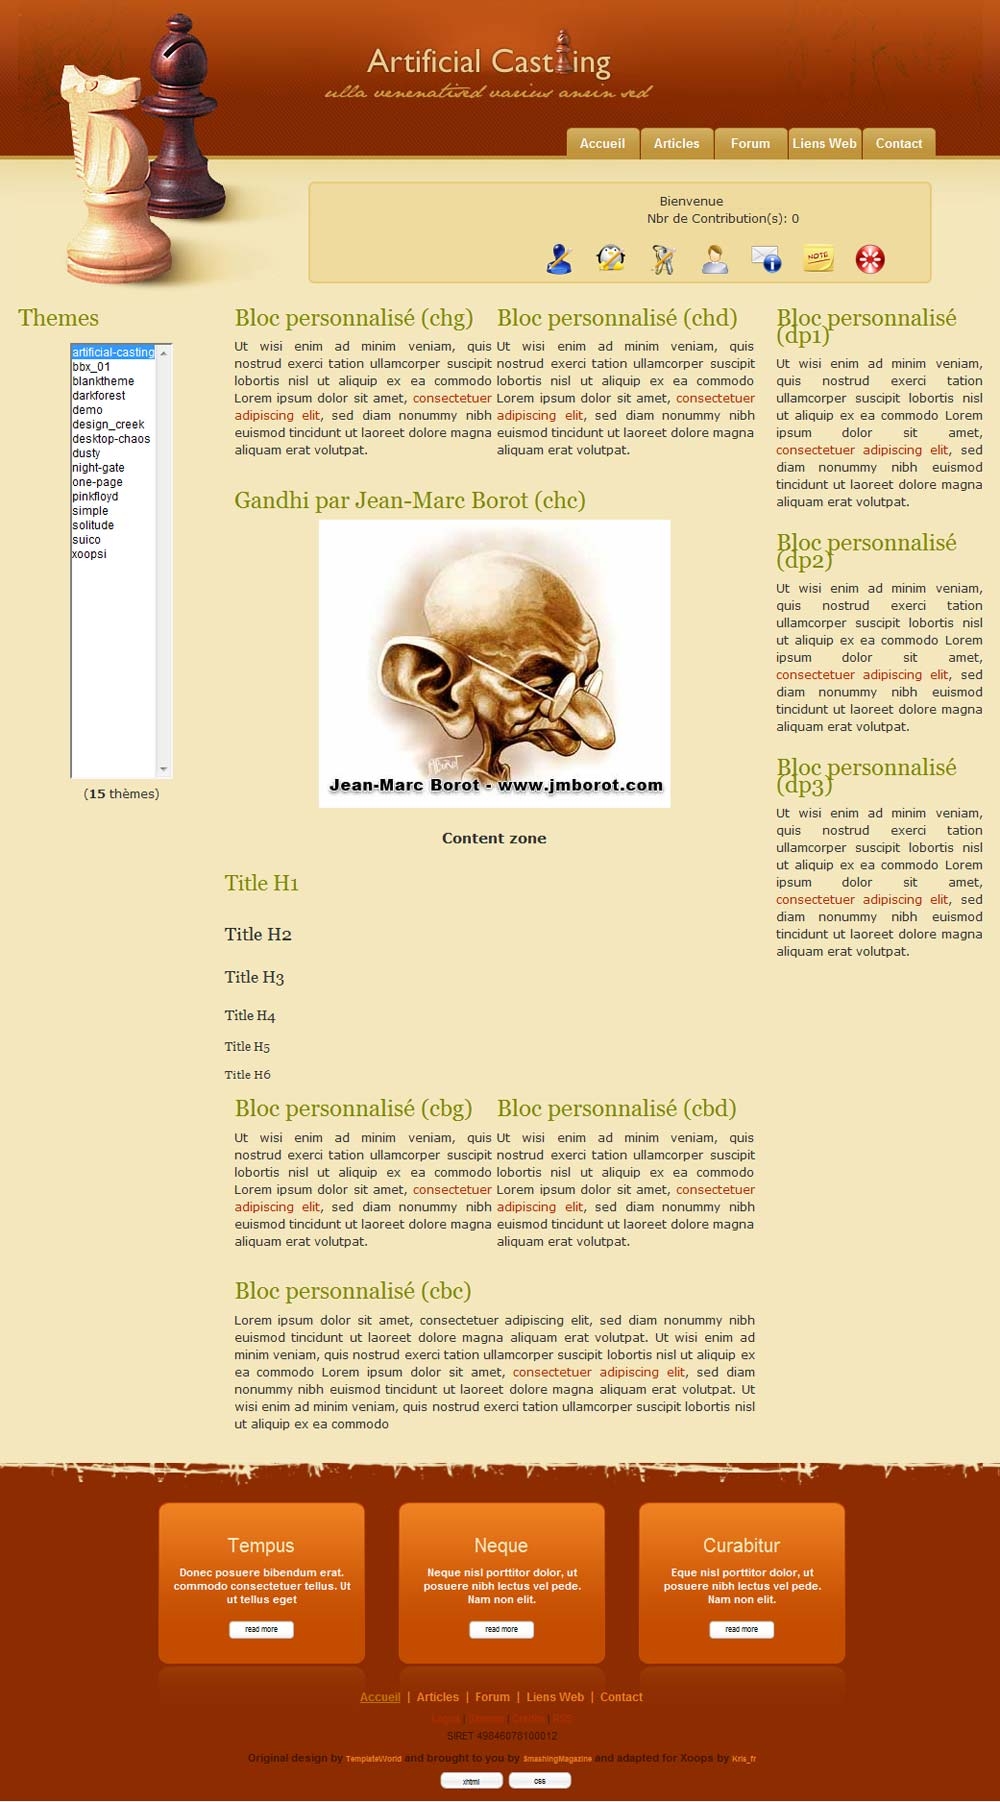 Artificial Casting
ulla venenatised varius anrin sed
Accueil Articles Forum Liens Web Contact
Bienvenue
Nbr de Contribution(s): 0
NOTE
Themes
artificial-casting
bbx_01
blanktheme
darkforest
demo
design_creek
desktop-chaos
dusty
night-gate
one-page
pinkfloyd
simple
solitude
suico
xoopsi
(15 thèmes)
Bloc personnalisé (chg)
Ut wisi enim ad minim veniam, quis
nostrud exerci tation ullamcorper suscipit
lobortis nisl ut aliquip ex ea commodo
Lorem ipsum dolor sit amet, consectetuer
adipiscing elit, sed diam nonummy nibh
euismod tincidunt ut laoreet dolore magna
aliquam erat volutpat.
Bloc personnalisé (chd)
Ut wisi enim ad minim veniam, quis
nostrud exerci tation ullamcorper suscipit
lobortis nisl ut aliquip ex ea commodo
Lorem ipsum dolor sit amet, consectetuer
adipiscing elit, sed diam nonummy nibh
euismod tincidunt ut laoreet dolore magna
aliquam erat volutpat.
Gandhi par Jean-Marc Borot (chc)
Jean-Marc Borot - www.jmborot.com
Content zone
Title H1
Title H2
Title H3
Title H4
Title H5
Title H6
Bloc personnalisé (cbg)
Ut wisi enim ad minim veniam, quis
nostrud exerci tation ullamcorper suscipit
lobortis nisl ut aliquip ex ea commodo
Lorem ipsum dolor sit amet, consectetuer
adipiscing elit, sed diam nonummy nibh
euismod tincidunt ut laoreet dolore magna
aliquam erat volutpat.
Bloc personnalisé (cbd)
Ut wisi enim ad minim veniam, quis
nostrud exerci tation ullamcorper suscipit
lobortis nisl ut aliquip ex ea commodo
Lorem ipsum dolor sit amet, consectetuer
adipiscing elit, sed diam nonummy nibh
euismod tincidunt ut laoreet dolore magna
aliquam erat volutpat.
Bloc personnalisé (cbc)
Lorem ipsum dolor sit amet, consectetuer adipiscing elit, sed diam nonummy nibh
euismod tincidunt ut laoreet dolore magna aliquam erat volutpat. Ut wisi enim ad
minim veniam, quis nostrud exerci tation ullamcorper suscipit lobortis nisl ut aliquip ex
ea commodo Lorem ipsum dolor sit amet, consectetuer adipiscing elit, sed diam
nonummy nibh euismod tincidunt ut laoreet dolore magna aliquam erat volutpat. Ut
wisi enim ad minim veniam, quis nostrud exerci tation ullamcorper suscipit lobortis nisl
ut aliquip ex ea commodo
Bloc personnalisé
(dp1)
Ut wisi enim ad minim veniam,
quis nostrud exerci tation
ullamcorper suscipit lobortis nisl
ut aliquip ex ea commodo Lorem
ipsum dolor sit amet,
consectetuer adipiscing elit, sed
diam nonummy nibh euismod
tincidunt ut laoreet dolore magna
aliquam erat volutpat.
Bloc personnalisé
(dp2)
Ut wisi enim ad minim veniam,
quis nostrud exerci tation
ullamcorper suscipit lobortis nisl
ut aliquip ex ea commodo Lorem
ipsum dolor sit amet,
consectetuer adipiscing elit, sed
diam nonummy nibh euismod
tincidunt ut laoreet dolore magna
aliquam erat volutpat.
Bloc personnalisé
(dp3)
Ut wisi enim ad minim veniam,
quis nostrud exerci tation
ullamcorper suscipit lobortis nisl
ut aliquip ex ea commodo Lorem
ipsum dolor sit amet,
consectetuer adipiscing elit, sed
diam nonummy nibh euismod
tincidunt ut laoreet dolore magna
aliquam erat volutpat.
Tempus
Donec posuere bibendum erat.
commodo consectetuer tellus. Ut
ut tellus eget
read more
Neque
Neque nisl porttitor dolor, ut
posuere nibh lectus vel pede.
Nam non elit.
read more
Curabitur
Eque nisl porttitor dolor, ut
posuere nibh lectus vel pede.
Nam non elit.
read more
Accueil | Articles | Forum | Liens Web | Contact
SIRET 49846078100012
Original design by TemplateWorld and brought to you by SmashingMagazine and adapted for Xoops by Kris_fr
xhtml css